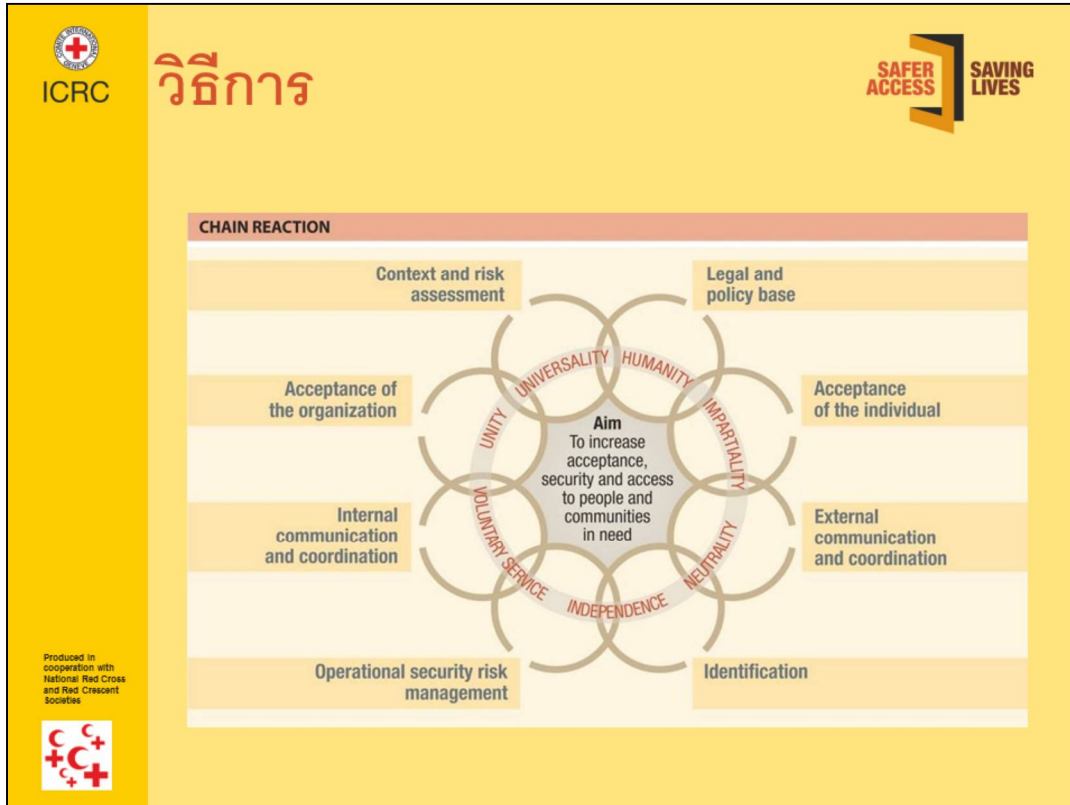 COMITE INTERNATIONAL
GENEVE
ICRC
วิธีการ
SAFER
ACCESS
SAVING
LIVES
CHAIN REACTION
Context and risk
assessment
Legal and
policy base
Acceptance of
the organization
Acceptance
of the individual
Internal
communication
and coordination
External
communication
and coordination
Operational security risk
management
Identification
UNIVERSALITY
HUMANITY
IMPARTIALITY
NEUTRALITY
INDEPENDENCE
VOLUNTARY SERVICE
UNITY
Aim
To increase
acceptance,
security and access
to people and
communities
in need
Produced in
cooperation with
National Red Cross
and Red Crescent
Societies